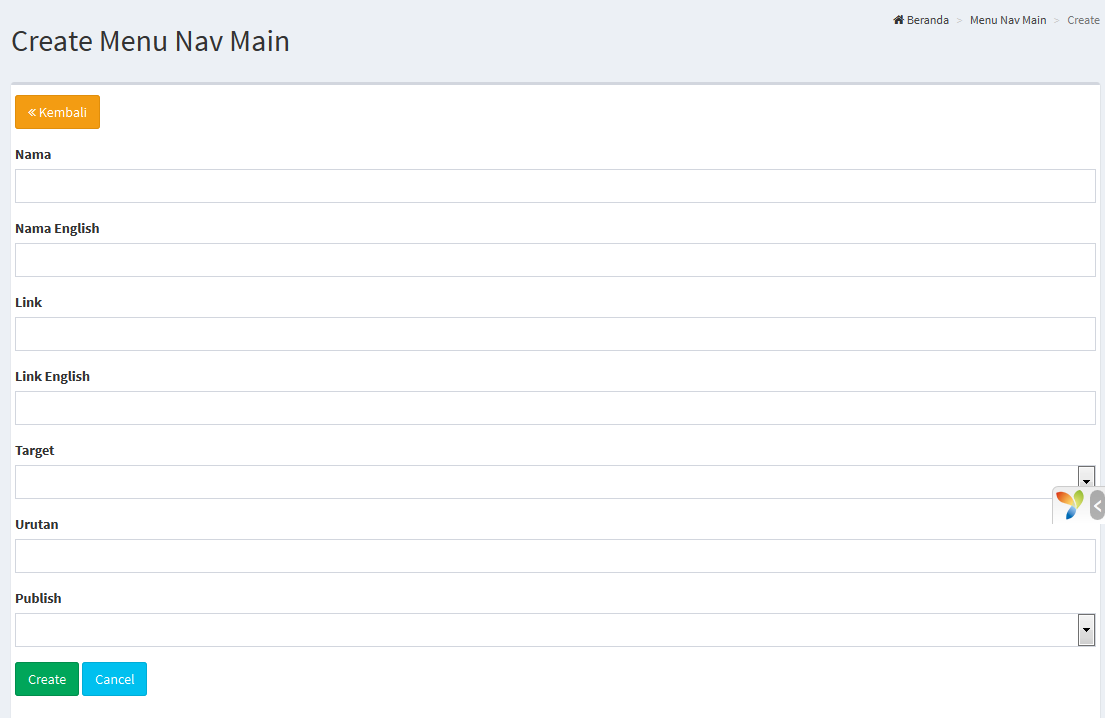 Beranda > Menu Nav Main > Create
Create Menu Nav Main
« Kembali
Nama
Nama English
Link
Link English
Target
Urutan
Publish
Create Cancel